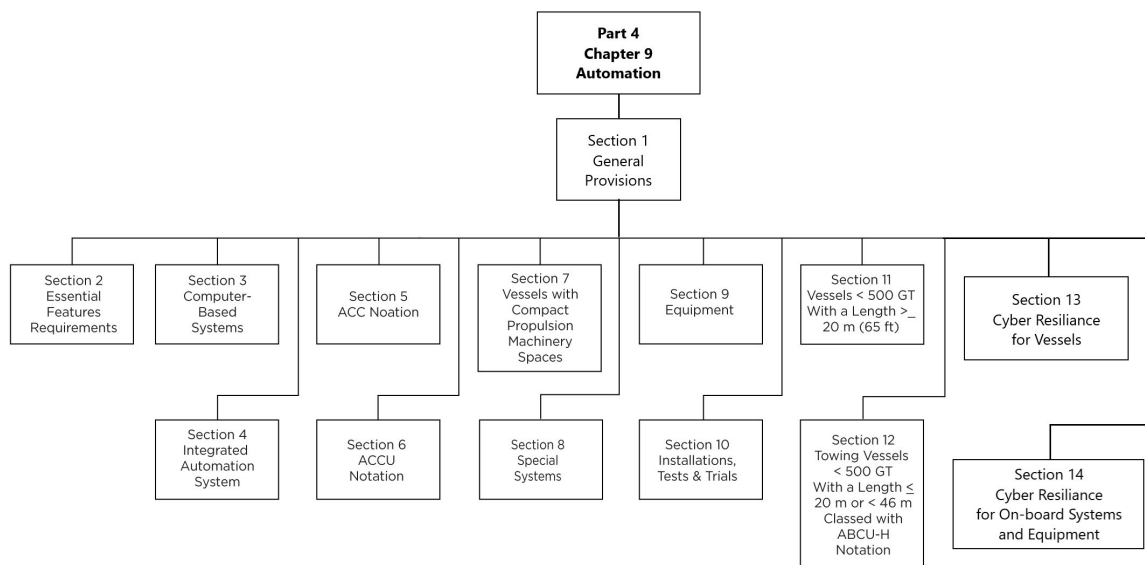 Part 4
Chapter 9
Automation
Section 1
General
Provisions
Section 2
Essential
Features
Requirements
Section 3
Computer-
Based
Systems
Section 5
ACC Noation
Section 7
Vessels with
Compact
Propulsion
Machinery
Spaces
Section 9
Equipment
Section 11
Vessels < 500 GT
With a Length >_
20 m (65 ft)
Section 13
Cyber Resiliance
for Vessels
Section 4
Integrated
Automation
System
Section 6
ACCU
Notation
Section 8
Special
Systems
Section 10
Installations,
Tests & Trials
Section 12
Towing Vessels
< 500 GT
With a Length ≤
20 m or < 46 m
Classed with
ABCU-H
Notation
Section 14
Cyber Resiliance
for On-board Systems
and Equipment